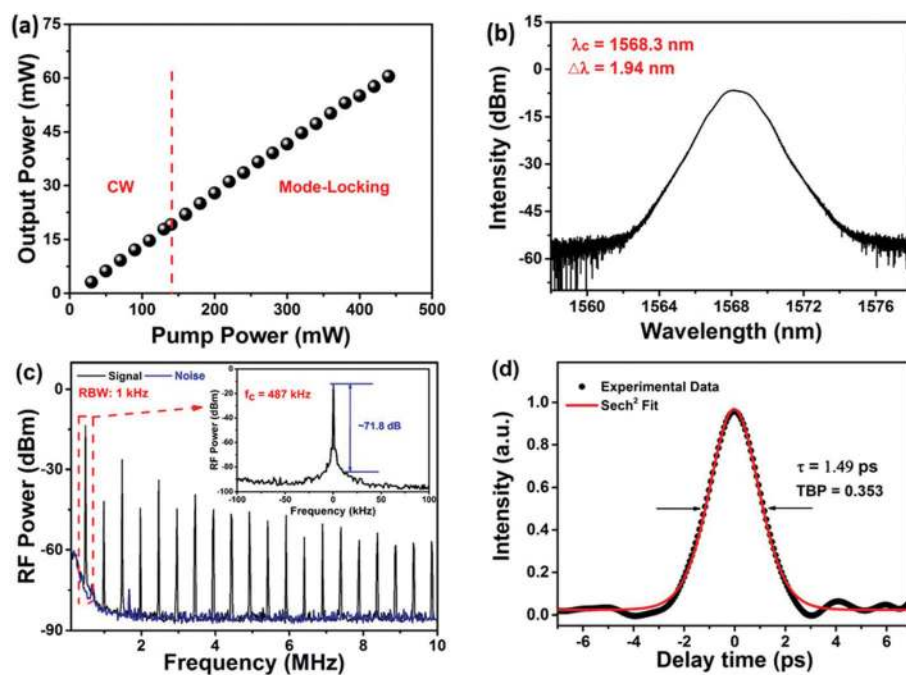 (a)
75
60
45
30
15
0
Output Power (mW)
CW
Mode-Locking
0 100 200 300 400 500
Pump Power (mW)
(b)
15
0
-15
-30
-45
-60
Intensity (dBm)
λc = 1568.3 nm
△λ = 1.94 nm
1560 1564 1568 1572 1576
Wavelength (nm)
(c)
Signal Noise
RBW: 1 kHz
0
-30
-60
-90
RF Power (dBm)
2 4 6 8 10
Frequency (MHz)
0
-20
-40
-60
-80
-100
RF Power (dBm)
fc = 487 kHz
~71.8 dB
-100 -50 0 50 100
Frequency (kHz)
(d)
Experimental Data
Sech² Fit
1.0
0.8
0.6
0.4
0.2
0.0
Intensity (a.u.)
τ = 1.49 ps
TBP = 0.353
-6 -4 -2 0 2 4 6
Delay time (ps)